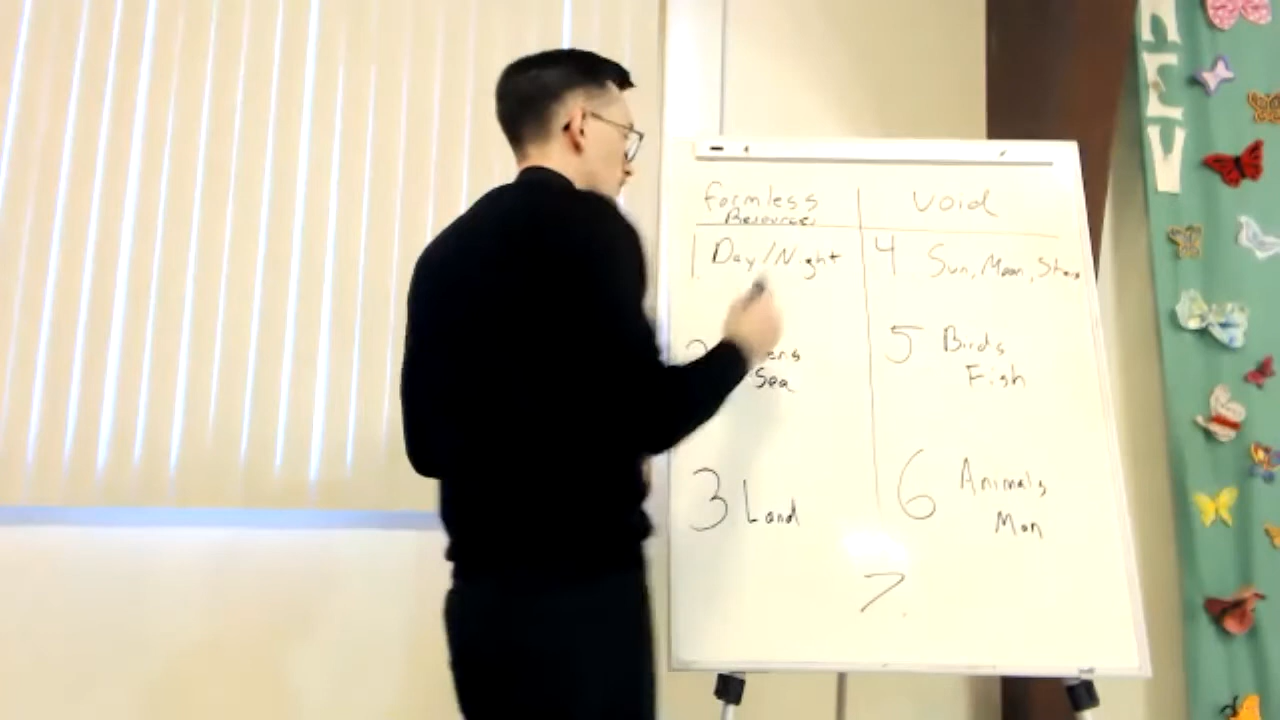 formless void
Resources
1 Day/Night 4 Sun, Moon, Stars
5 Birds
Sea Fish
3 Land 6 Animals
Man
7.